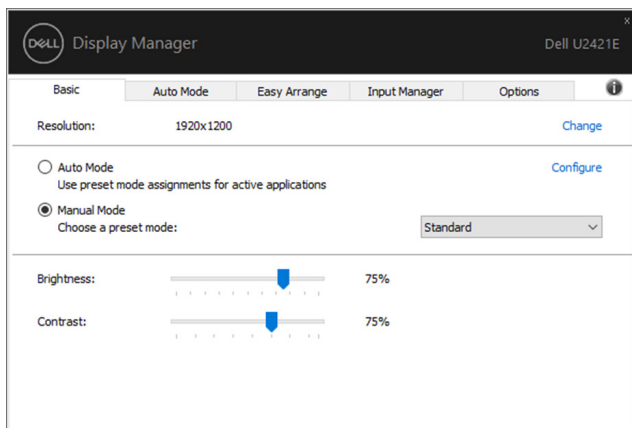 x
DELL Display Manager Dell U2421E
Basic Auto Mode Easy Arrange Input Manager Options i
Resolution: 1920x1200 Change
Auto Mode Configure
Use preset mode assignments for active applications
Manual Mode
Choose a preset mode: Standard
Brightness: 75%
Contrast: 75%